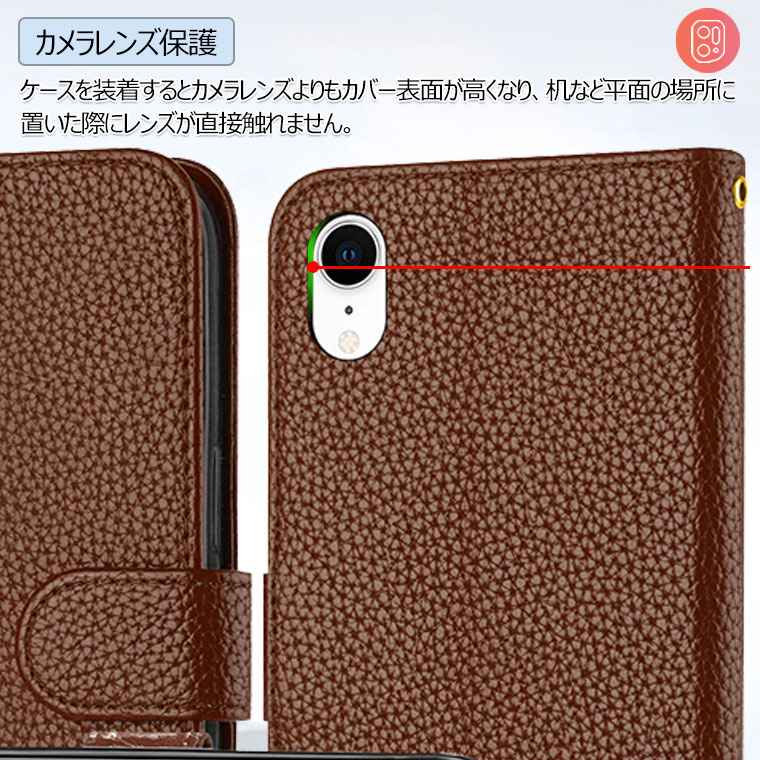 カメラレンズ保護
ケースを装着するとカメラレンズよりもカバー表面が高くなり、机など平面の場所に
置いた際にレンズが直接触れません。